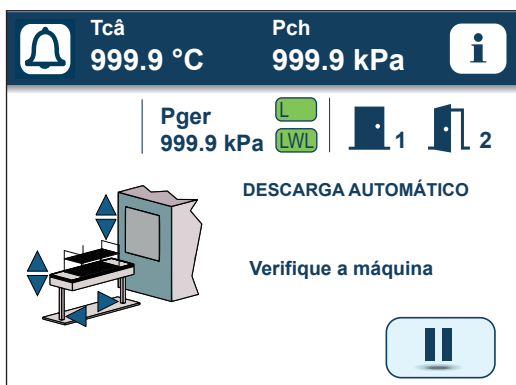 Tcâ
999.9 °C
Pch
999.9 kPa
i
Pger
999.9 kPa
L
LWL
1
2
DESCARGA AUTOMÁTICO
Verifique a máquina